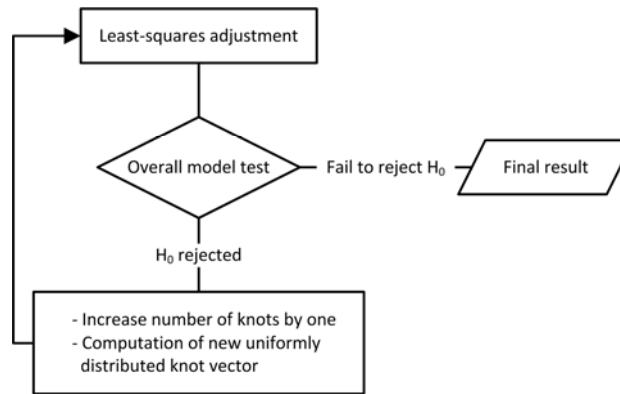 Least-squares adjustment
Overall model test
Fail to reject H₀
Final result
H₀ rejected
- Increase number of knots by one
- Computation of new uniformly
distributed knot vector